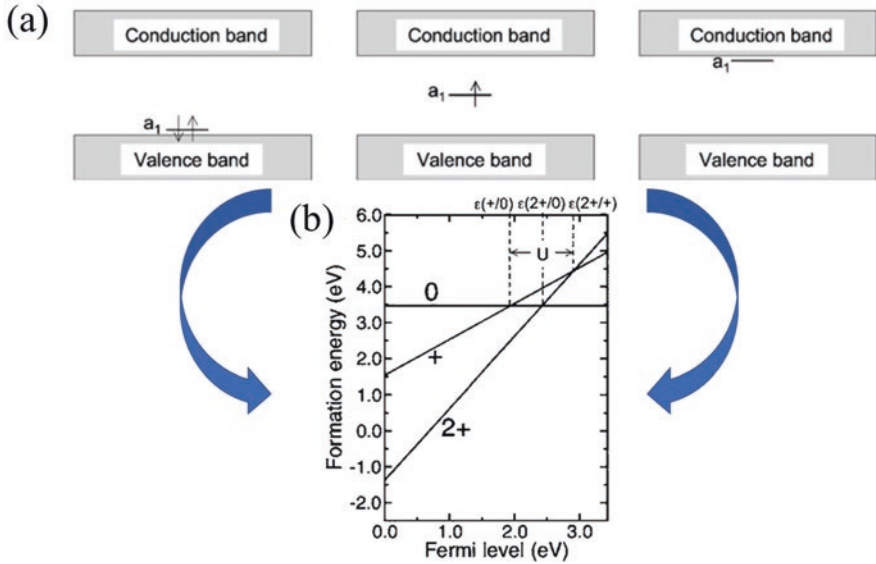 (a)
Conduction band Conduction band Conduction band
a₁
a₁
a₁
Valence band Valence band Valence band
(b)
ε(+/0) ε(2+/0) ε(2+/+)
6.0
5.0
4.0
3.0
2.0
1.0
0.0
-1.0
-2.0
U
0
+
2+
Formation energy (eV)
0.0 1.0 2.0 3.0
Fermi level (eV)